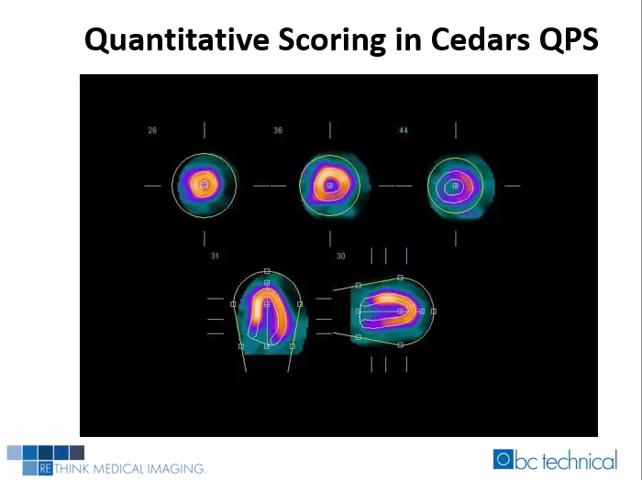 Quantitative Scoring in Cedars QPS
26 36 44
31 30
RETHINK MEDICAL IMAGING.
bc technical